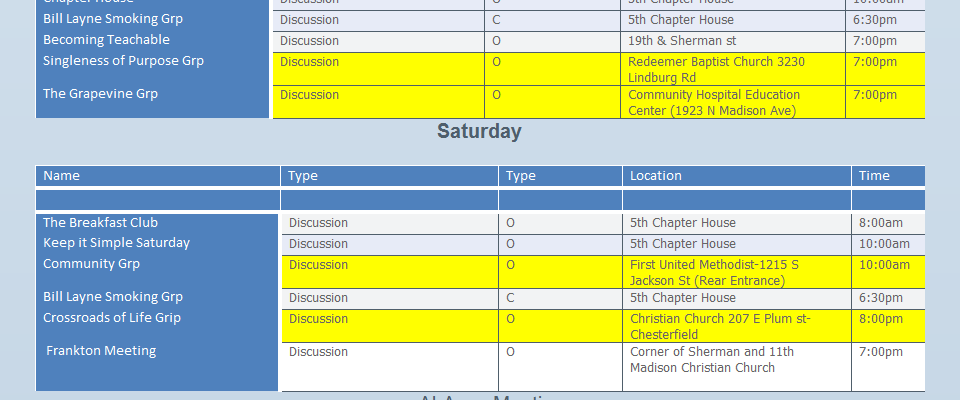 Chapter House Discussion O 5th Chapter House 10:00am
Bill Layne Smoking Grp Discussion C 5th Chapter House 6:30pm
Becoming Teachable Discussion O 19th & Sherman st 7:00pm
Singleness of Purpose Grp Discussion O Redeemer Baptist Church 3230 7:00pm
Lindburg Rd
The Grapevine Grp Discussion O Community Hospital Education 7:00pm
Center (1923 N Madison Ave)
Saturday
Name Type Type Location Time
The Breakfast Club Discussion O 5th Chapter House 8:00am
Keep it Simple Saturday Discussion O 5th Chapter House 10:00am
Community Grp Discussion O First United Methodist-1215 S 10:00am
Jackson St (Rear Entrance)
Bill Layne Smoking Grp Discussion C 5th Chapter House 6:30pm
Crossroads of Life Grip Discussion O Christian Church 207 E Plum st- 8:00pm
Chesterfield
Frankton Meeting Discussion O Corner of Sherman and 11th 7:00pm
Madison Christian Church